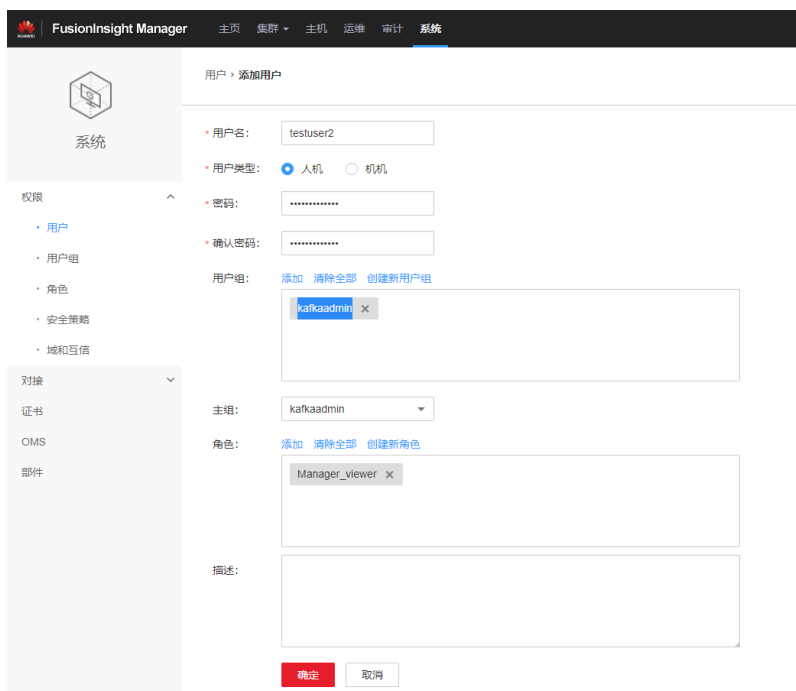 HUAWEI FusionInsight Manager 主页 集群 主机 运维 审计 系统
系统
权限
· 用户
· 用户组
· 角色
· 安全策略
· 域和互信
对接
证书
OMS
部件
用户 › 添加用户
* 用户名： testuser2
* 用户类型： 人机 机机
* 密码： •••••••••••••
* 确认密码： •••••••••••••
用户组： 添加 清除全部 创建新用户组
kafkaadmin ×
主组： kafkaadmin
角色： 添加 清除全部 创建新角色
Manager_viewer ×
描述：
确定 取消